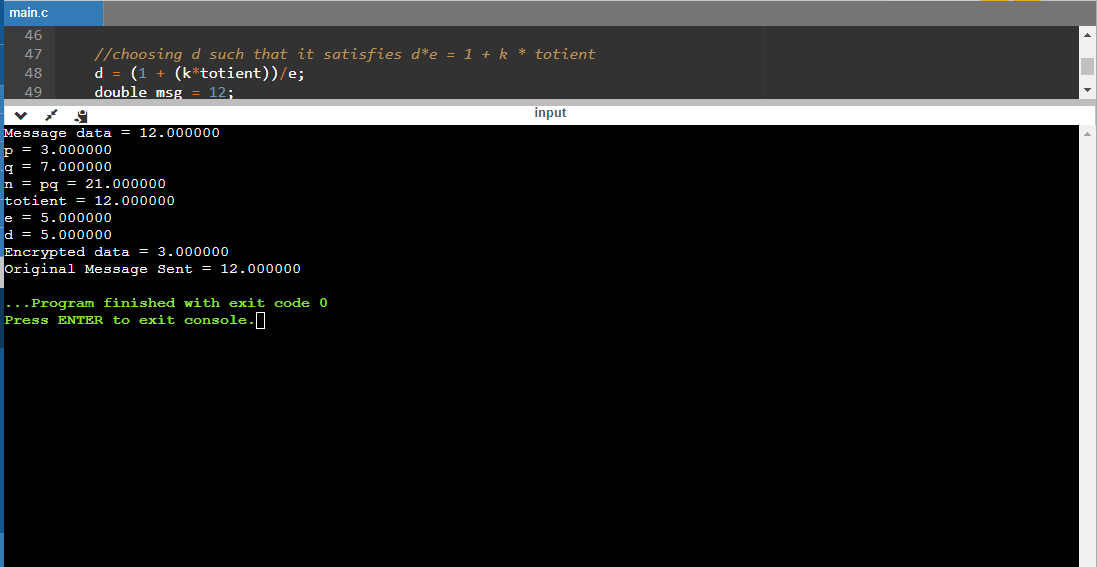 main.c
46
47 //choosing d such that it satisfies d*e = 1 + k * totient
48 d = (1 + (k*totient))/e;
49 double msg = 12;
input
Message data = 12.000000
p = 3.000000
q = 7.000000
n = pq = 21.000000
totient = 12.000000
e = 5.000000
d = 5.000000
Encrypted data = 3.000000
Original Message Sent = 12.000000
...Program finished with exit code 0
Press ENTER to exit console.